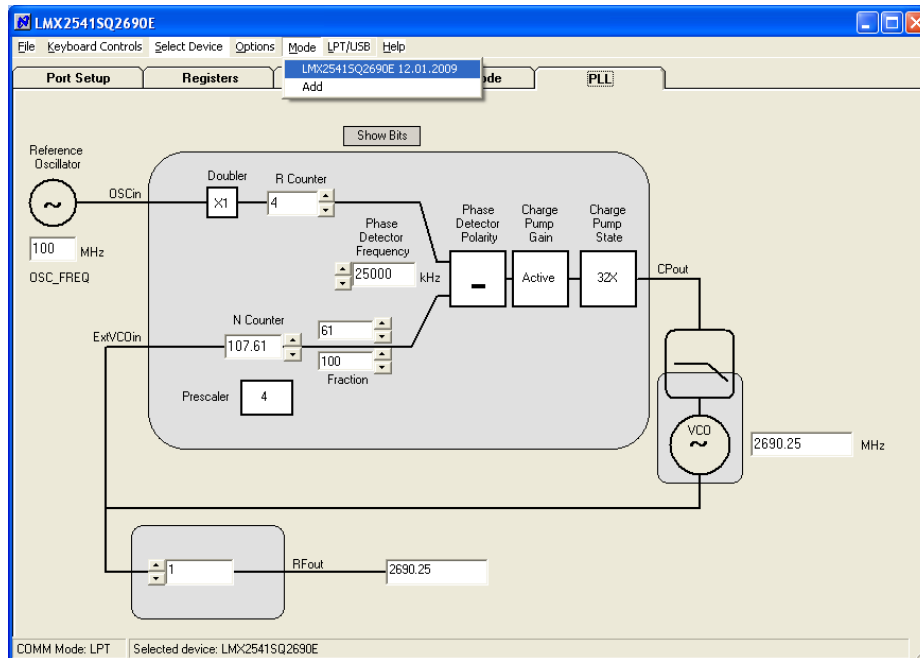 LMX2541SQ2690E
File Keyboard Controls Select Device Options Mode LPT/USB Help
LMX2541SQ2690E 12.01.2009
Add
Port Setup Registers PLL
Show Bits
Reference
Oscillator
OSCin
Doubler
R Counter
X1
4
100 MHz
OSC_FREQ
Phase
Detector
Frequency
25000 kHz
Phase
Detector
Polarity
Charge
Pump
Gain
Charge
Pump
State
-
Active
32X
CPout
ExtVCOin
N Counter
107.61
61
100
Fraction
Prescaler 4
VCO
~
2690.25 MHz
1
RFout
2690.25
COMM Mode: LPT Selected device: LMX2541SQ2690E